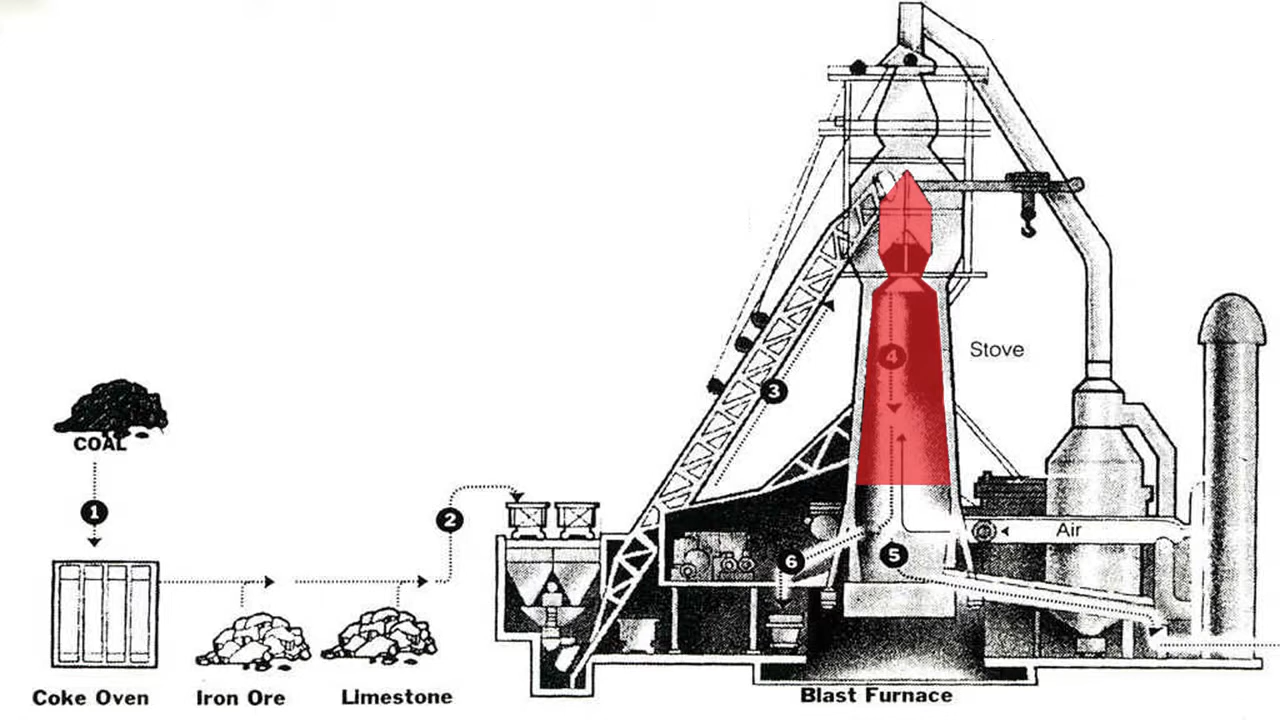 COAL
1
2
3
4
5
6
Stove
Air
Coke Oven
Iron Ore
Limestone
Blast Furnace